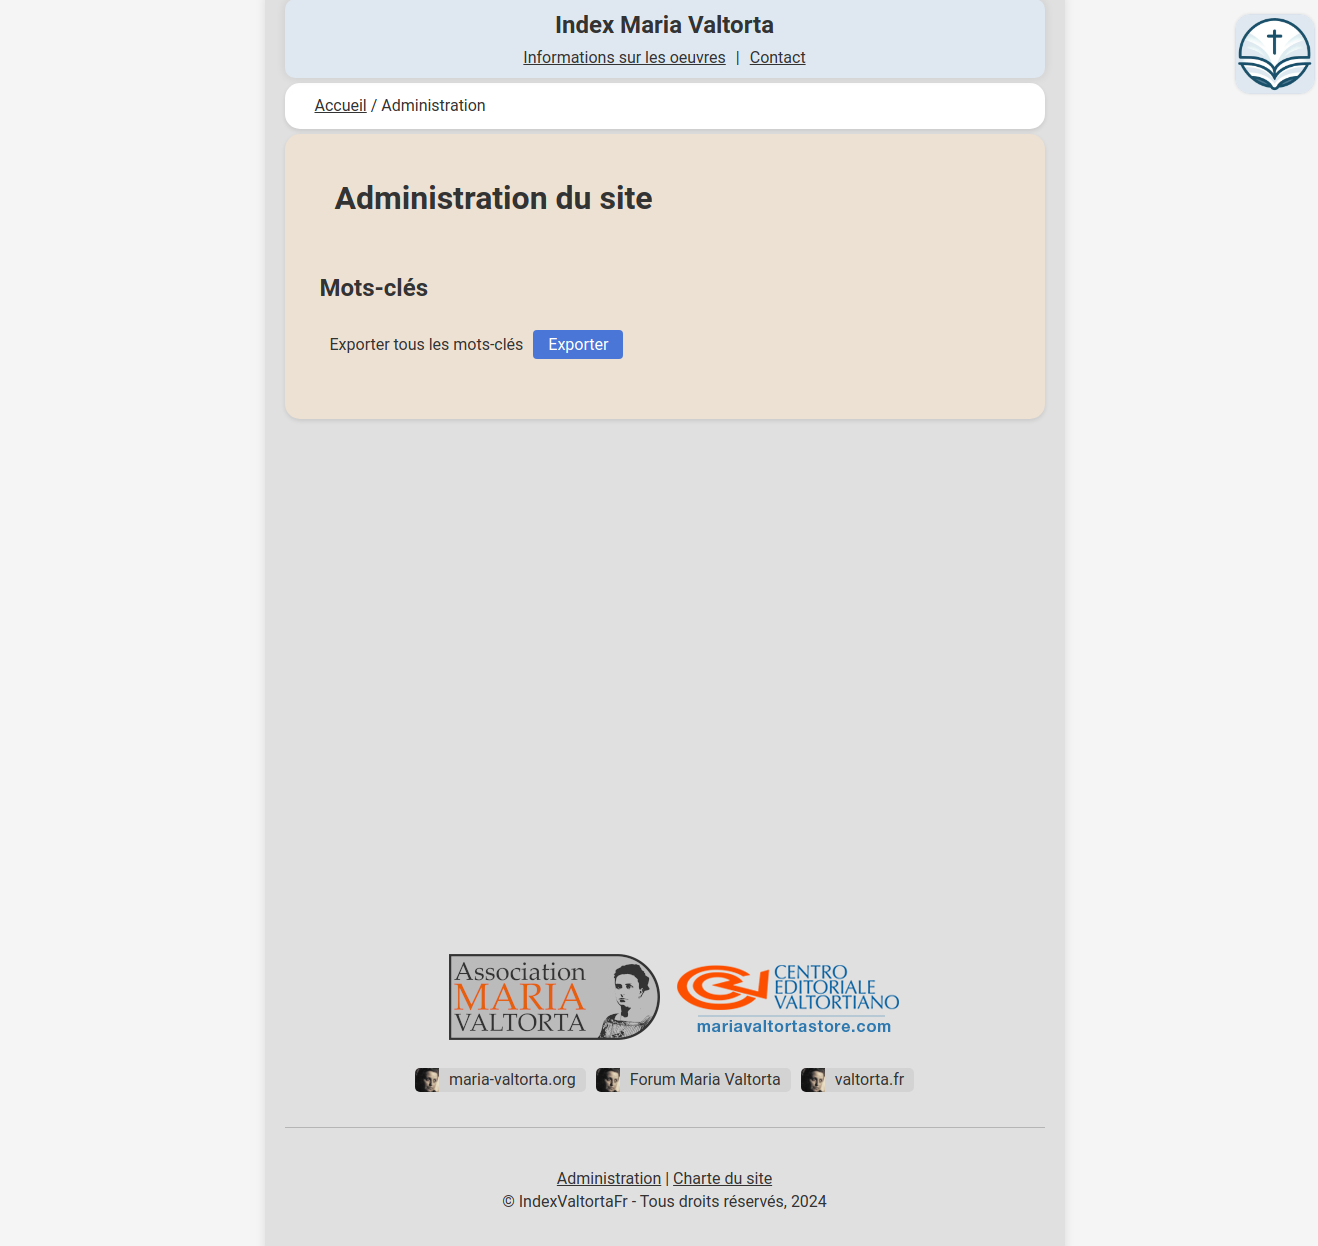 Index Maria Valtorta
Informations sur les oeuvres | Contact
Accueil / Administration
Administration du site
Mots-clés
Exporter tous les mots-clés Exporter
Association
MARIA
VALTORTA
CENTRO
EDITORIALE
VALTORTIANO
mariavaltortastore.com
maria-valtorta.org Forum Maria Valtorta valtorta.fr
Administration | Charte du site
© IndexValtortaFr - Tous droits réservés, 2024